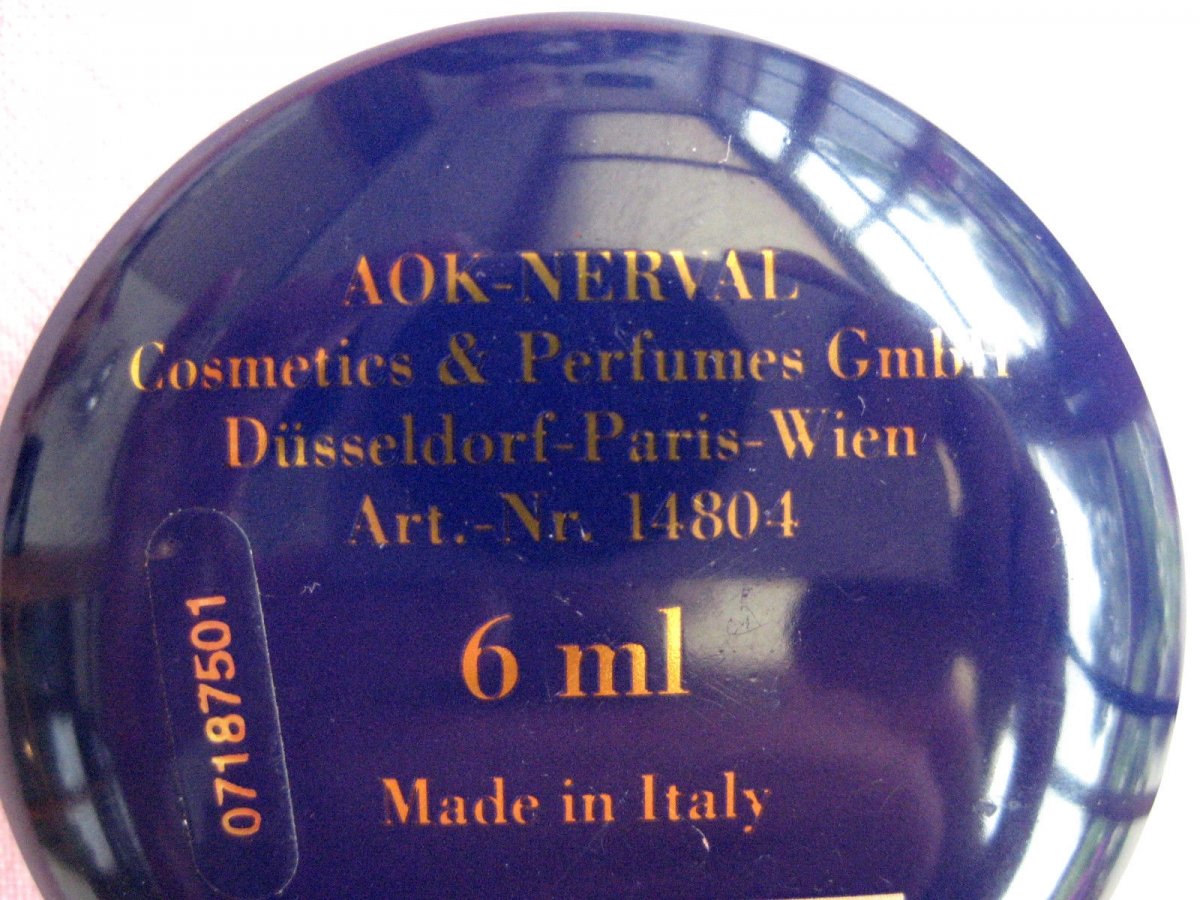 AOK-NERVAL
Cosmetics & Perfumes GmbH
Düsseldorf-Paris-Wien
Art.-Nr. 14804
6 ml
Made in Italy
07187501